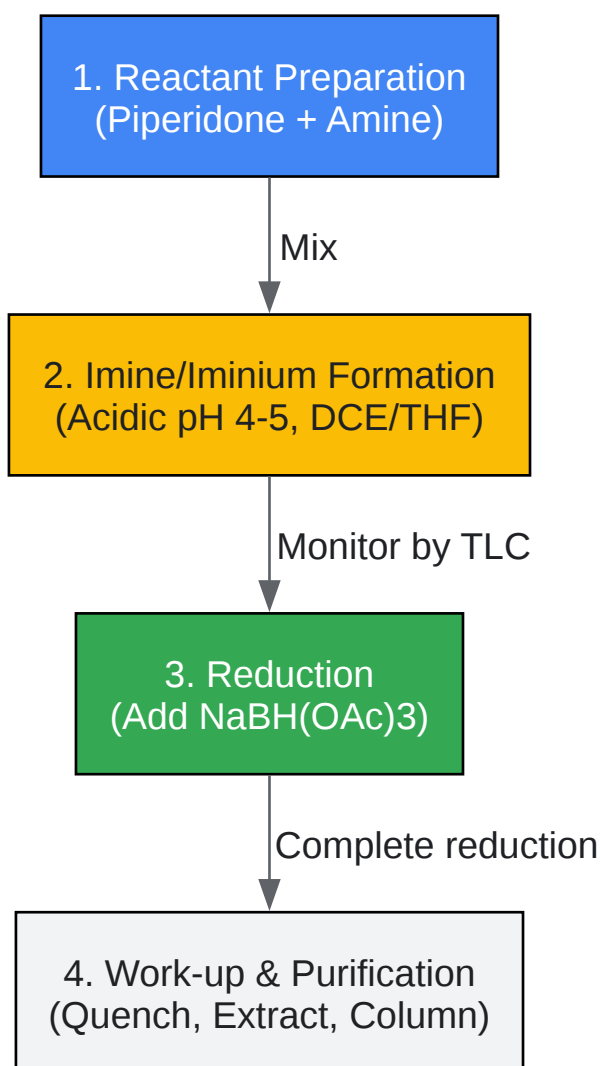 1. Reactant Preparation
(Piperidone + Amine)
Mix
2. Imine/Iminium Formation
(Acidic pH 4-5, DCE/THF)
Monitor by TLC
3. Reduction
(Add NaBH(OAc)3)
Complete reduction
4. Work-up & Purification
(Quench, Extract, Column)